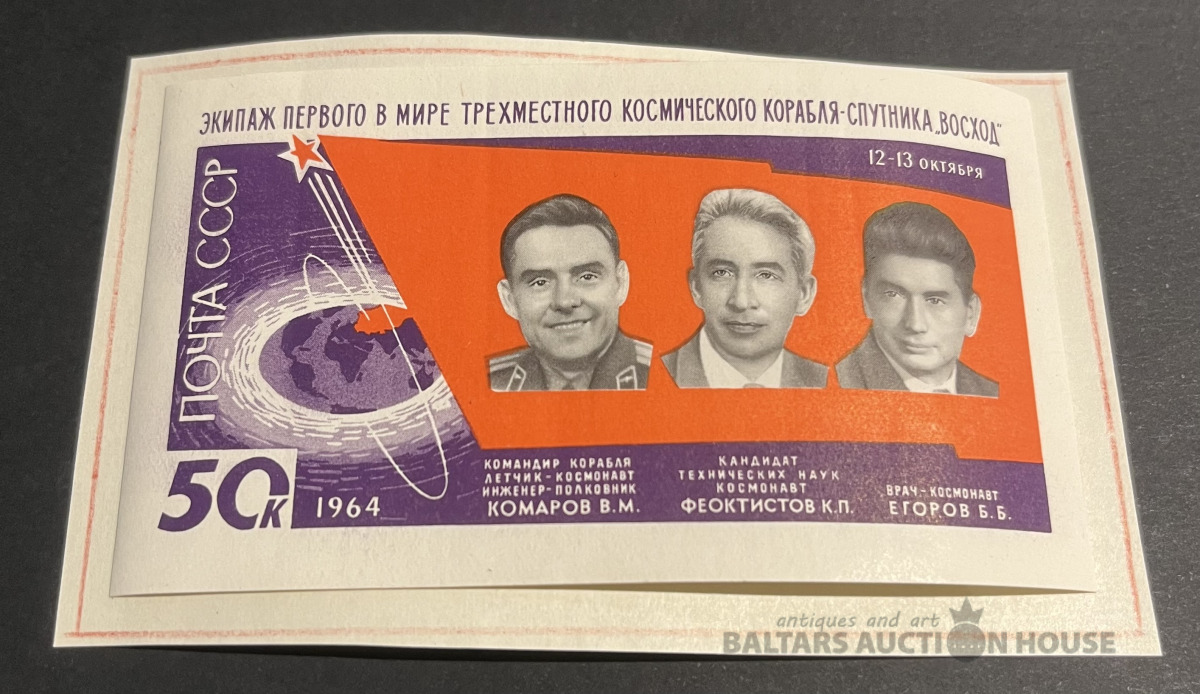 ЭКИПАЖ ПЕРВОГО В МИРЕ ТРЕХМЕСТНОГО КОСМИЧЕСКОГО КОРАБЛЯ-СПУТНИКА „ВОСХОД"
12-13 ОКТЯБРЯ
ПОЧТА СССР
50к
1964
КОМАНДИР КОРАБЛЯ
ЛЕТЧИК-КОСМОНАВТ
ИНЖЕНЕР-ПОЛКОВНИК
КОМАРОВ В.М.
КАНДИДАТ
ТЕХНИЧЕСКИХ НАУК
КОСМОНАВТ
ФЕОКТИСТОВ К.П.
ВРАЧ-КОСМОНАВТ
ЕГОРОВ Б.Б.
antiques and art
BALTARS AUCTION HOUSE